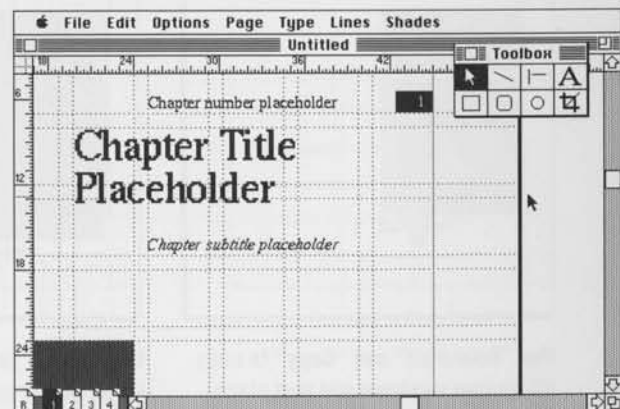 File Edit Options Page Type Lines Shades
Untitled
Toolbox
A
18 24 30 36 42
6
12
18
24
Chapter number placeholder 1
Chapter Title
Placeholder
Chapter subtitle placeholder
R 1 2 3 4